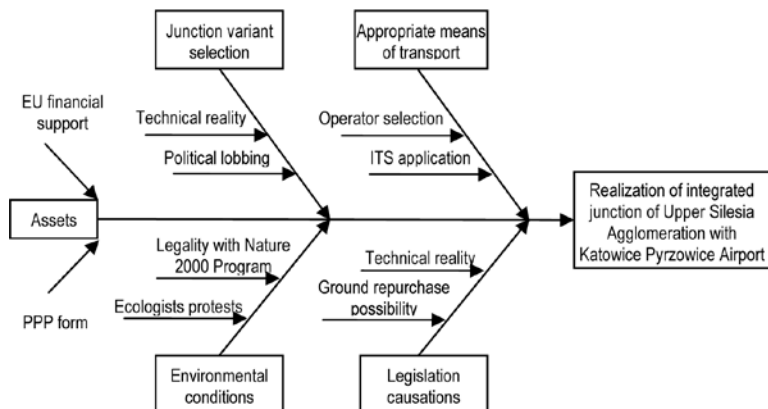 Junction variant
selection
Appropriate means
of transport
EU financial
support
Technical reality
Political lobbing
Operator selection
ITS application
Assets
Realization of integrated
junction of Upper Silesia
Agglomeration with
Katowice Pyrzowice Airport
Legality with Nature
2000 Program
Ecologists protests
Technical reality
Ground repurchase
possibility
PPP form
Environmental
conditions
Legislation
causations